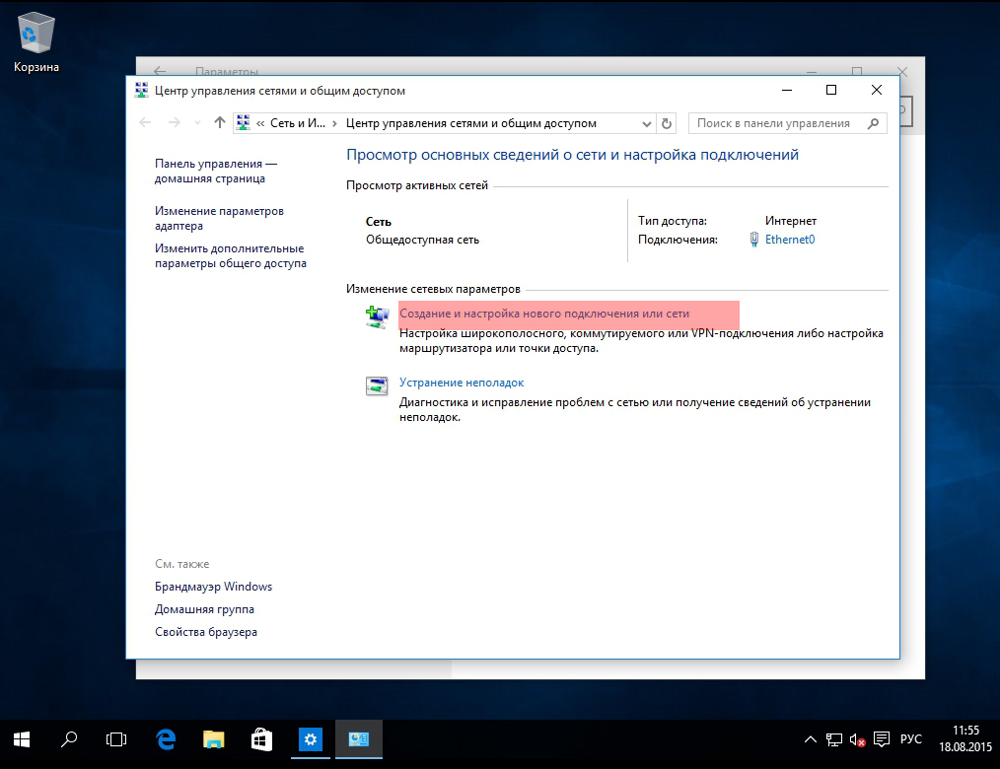 Корзина
Параметры
Центр управления сетями и общим доступом
« Сеть и И... › Центр управления сетями и общим доступом
Поиск в панели управления
Панель управления —
домашняя страница
Изменение параметров
адаптера
Изменить дополнительные
параметры общего доступа
Просмотр основных сведений о сети и настройка подключений
Просмотр активных сетей
Сеть
Общедоступная сеть
Тип доступа: Интернет
Подключения: Ethernet0
Изменение сетевых параметров
Создание и настройка нового подключения или сети
Настройка широкополосного, коммутируемого или VPN-подключения либо настройка
маршрутизатора или точки доступа.
Устранение неполадок
Диагностика и исправление проблем с сетью или получение сведений об устранении
неполадок.
См. также
Брандмауэр Windows
Домашняя группа
Свойства браузера
РУС
11:55
18.08.2015